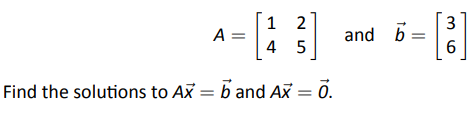 A = [ 1 2 ; 4 5 ] and b⃗ = [ 3 ; 6 ]
Find the solutions to Ax⃗ = b⃗ and Ax⃗ = 0⃗.